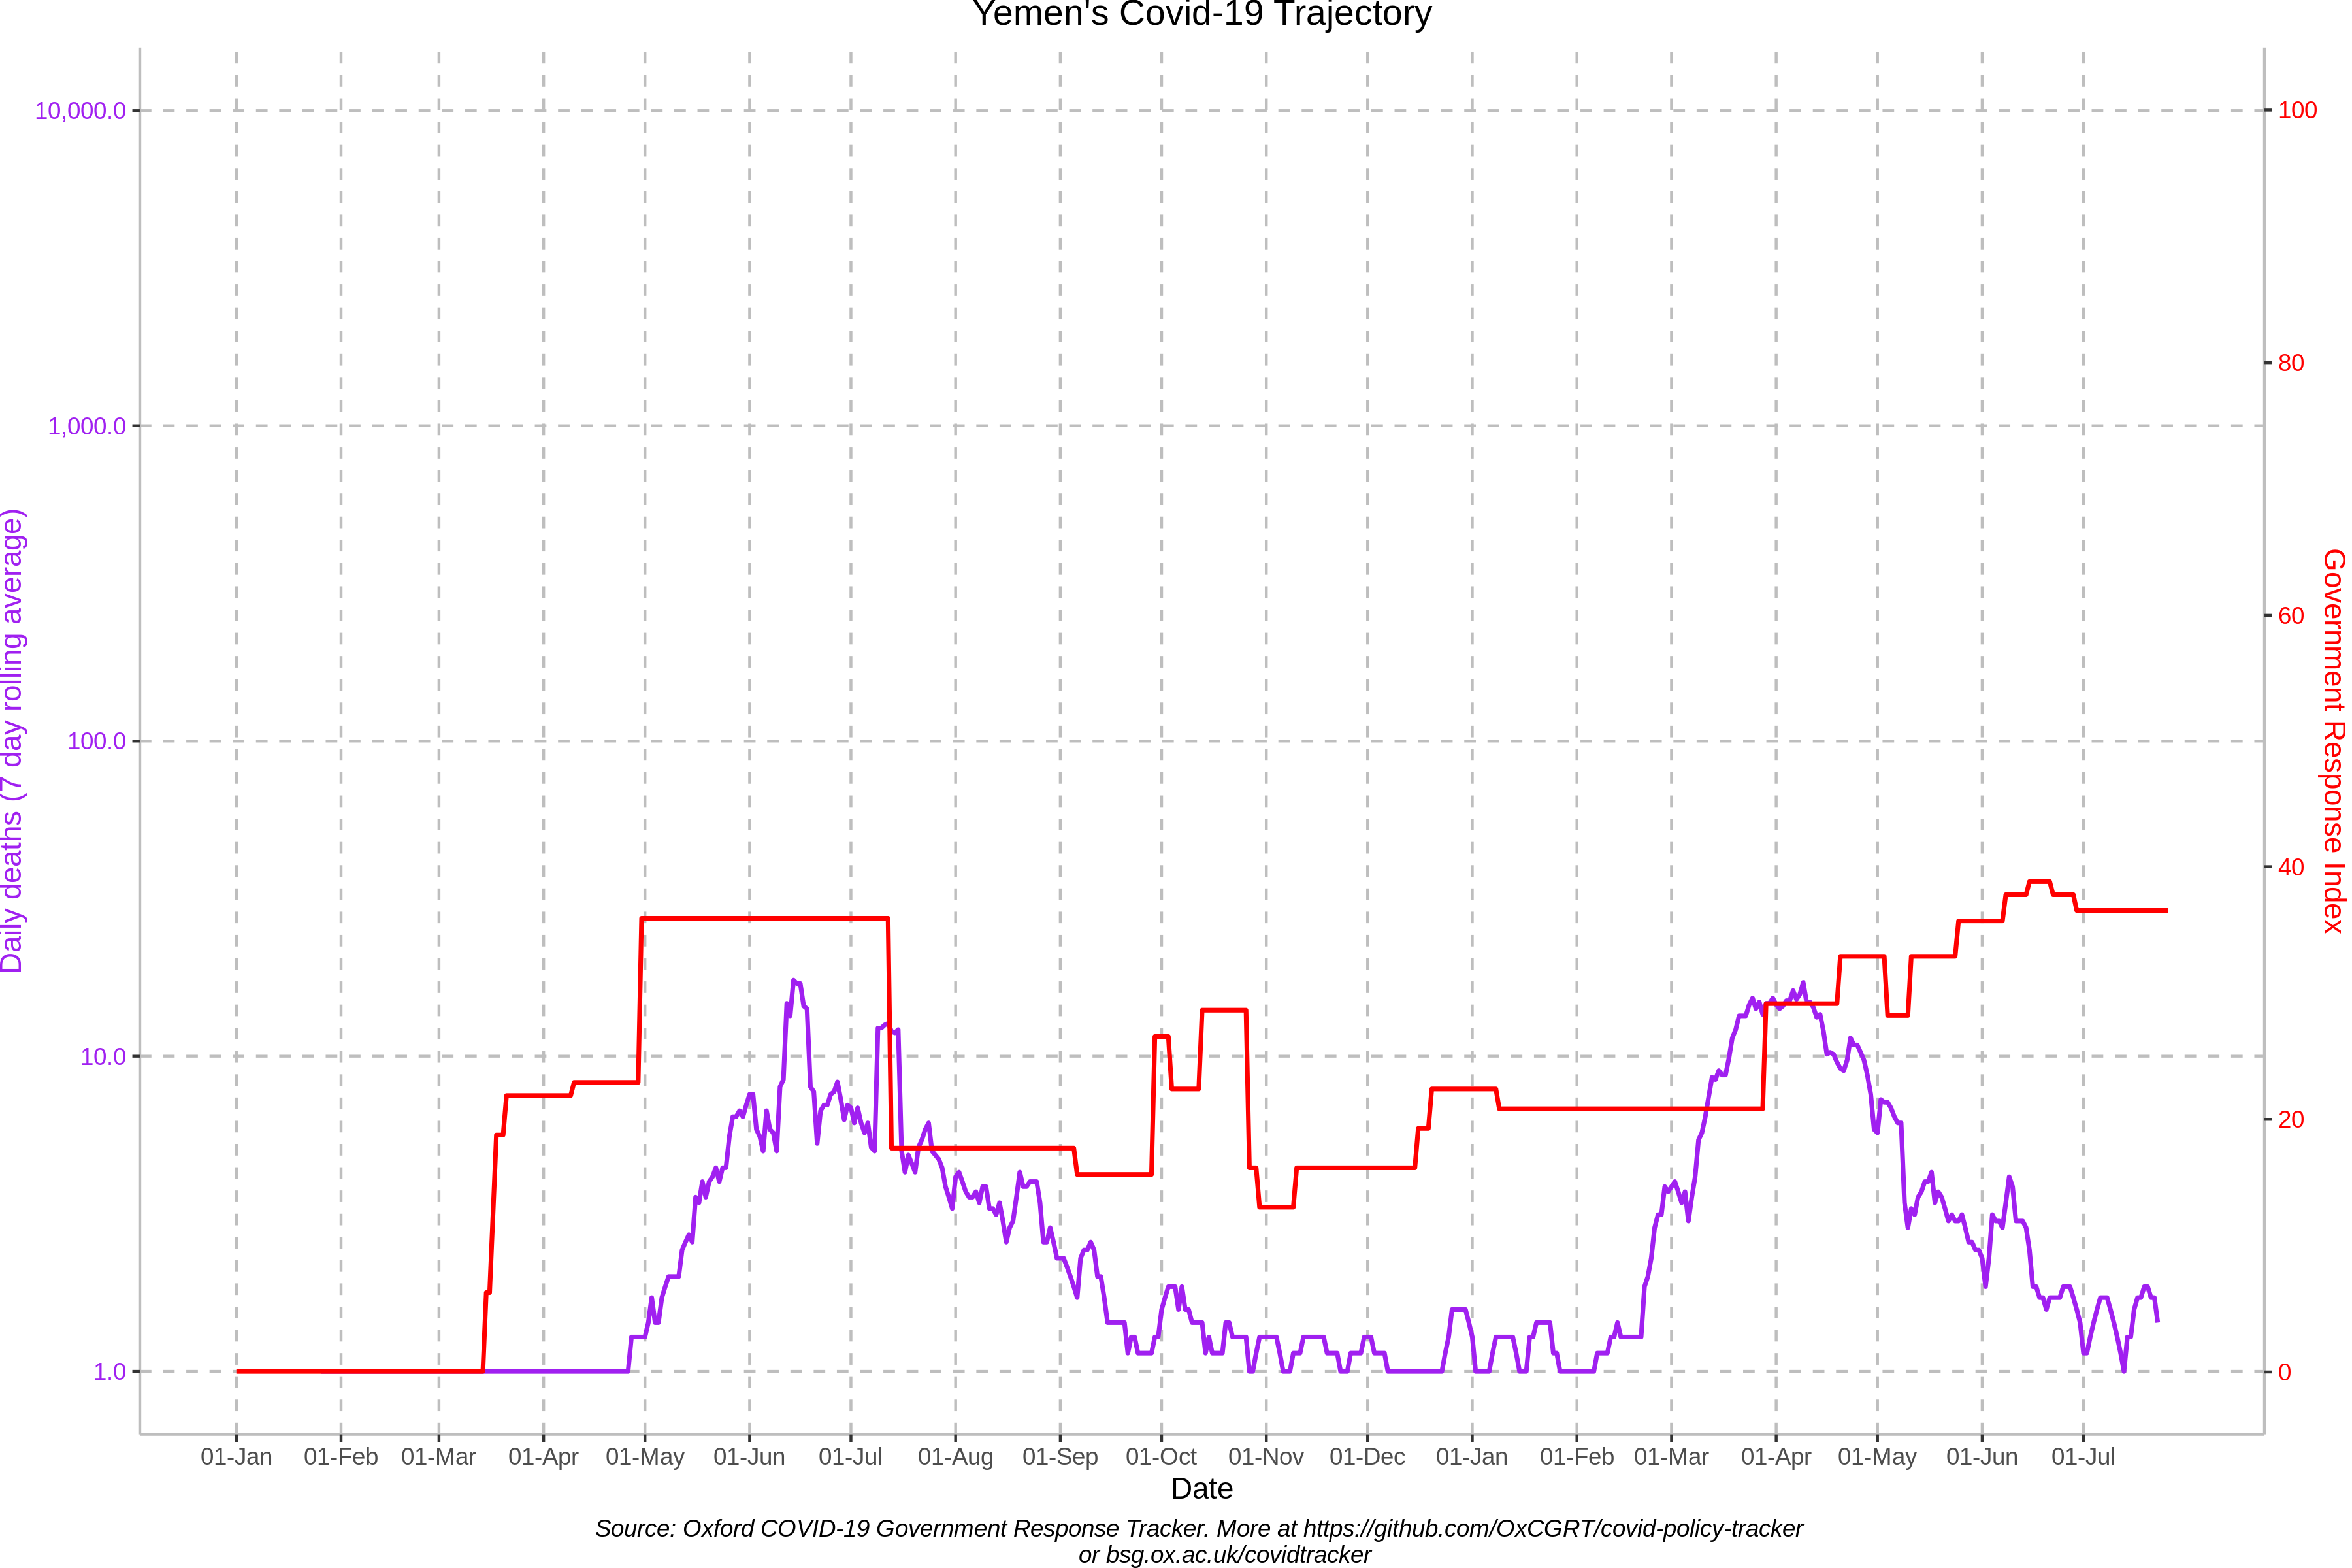 Yemen's Covid-19 Trajectory
10,000.0
1,000.0
100.0
10.0
1.0
Daily deaths (7 day rolling average)
100
80
60
40
20
0
Government Response Index
01-Jan 01-Feb 01-Mar 01-Apr 01-May 01-Jun 01-Jul 01-Aug 01-Sep 01-Oct 01-Nov 01-Dec 01-Jan 01-Feb 01-Mar 01-Apr 01-May 01-Jun 01-Jul
Date
Source: Oxford COVID-19 Government Response Tracker. More at https://github.com/OxCGRT/covid-policy-tracker
or bsg.ox.ac.uk/covidtracker